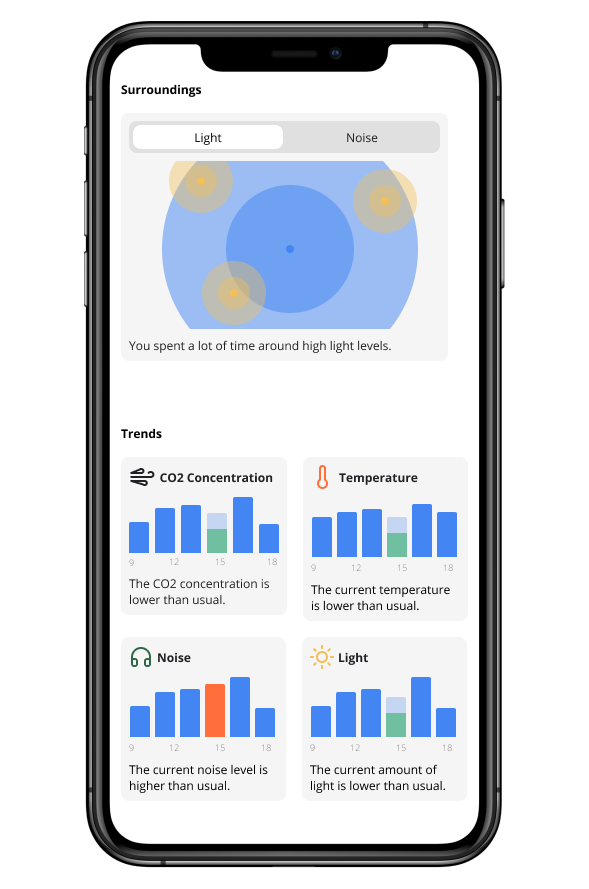 Surroundings
Light Noise
You spent a lot of time around high light levels.
Trends
CO2 Concentration
9 12 15 18
The CO2 concentration is
lower than usual.
Temperature
9 12 15 18
The current temperature
is lower than usual.
Noise
9 12 15 18
The current noise level is
higher than usual.
Light
9 12 15 18
The current amount of
light is lower than usual.